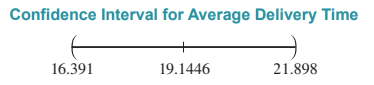 Confidence Interval for Average Delivery Time
16.391 19.1446 21.898